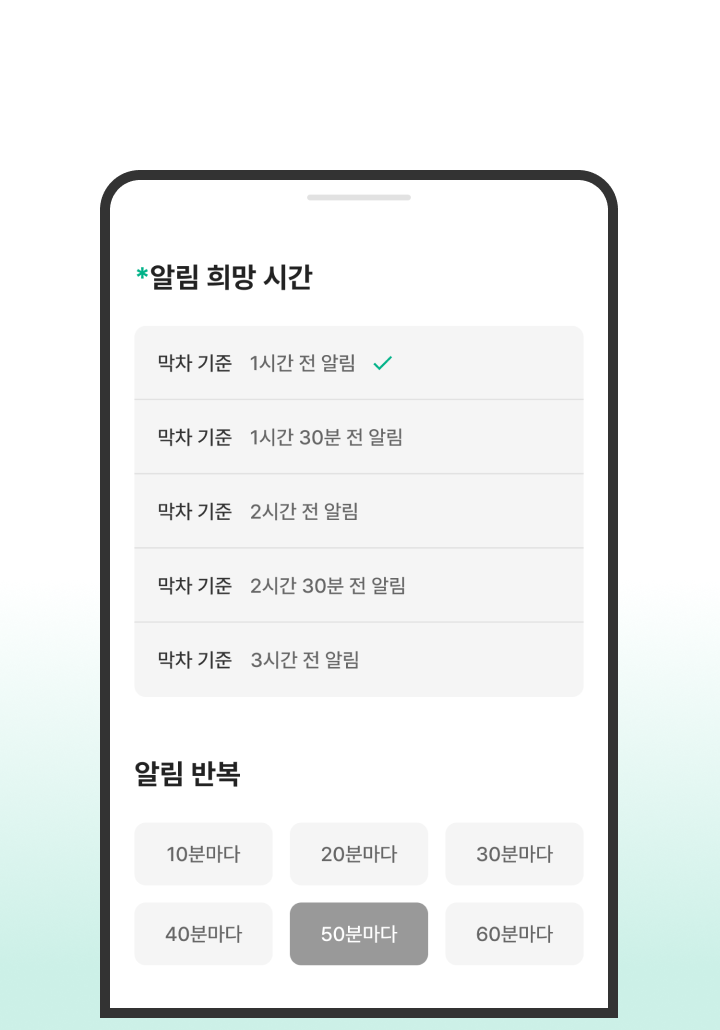 *알림 희망 시간
막차 기준 1시간 전 알림
막차 기준 1시간 30분 전 알림
막차 기준 2시간 전 알림
막차 기준 2시간 30분 전 알림
막차 기준 3시간 전 알림
알림 반복
10분마다 20분마다 30분마다
40분마다 50분마다 60분마다